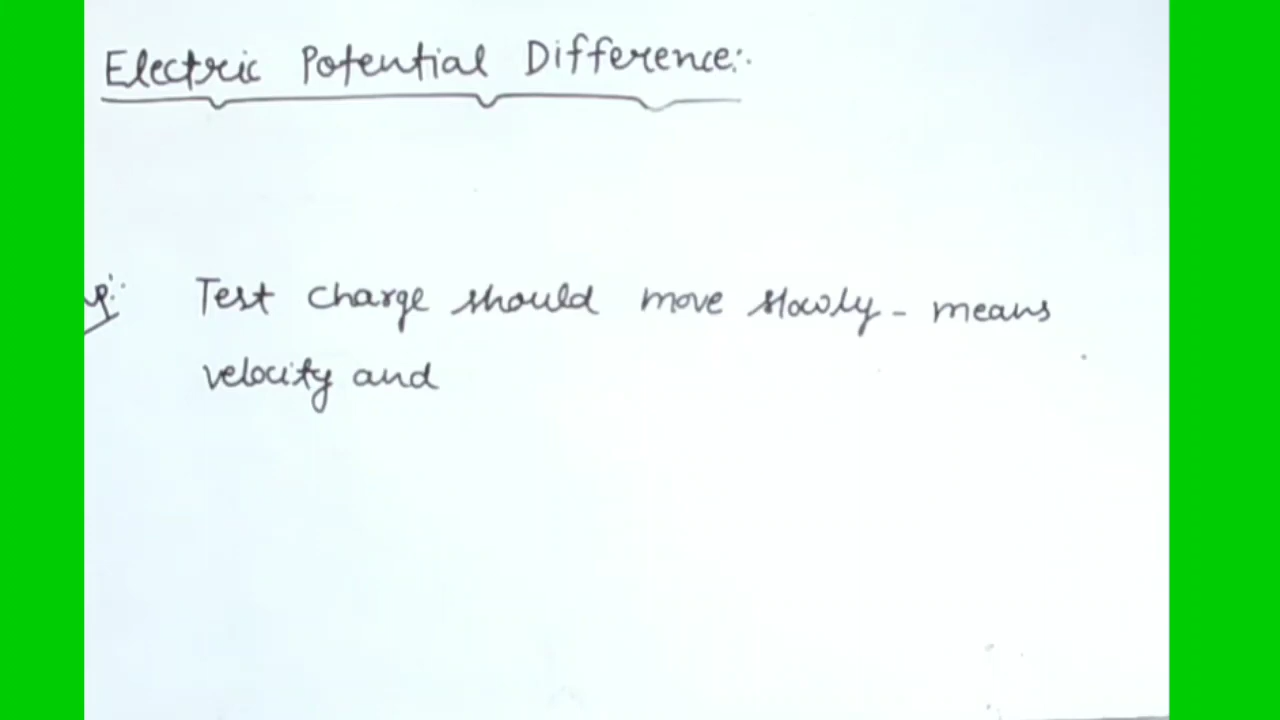 Electric Potential Difference:.
Test charge should move slowly - means
velocity and